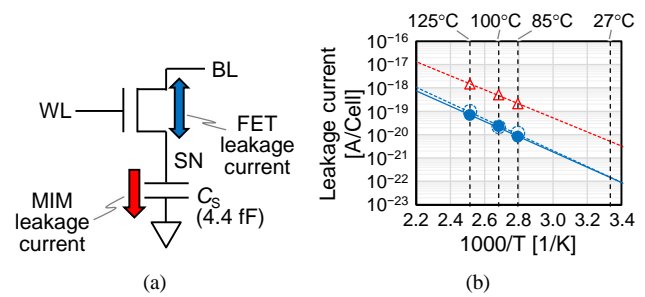 BL
WL
FET
leakage
current
SN
MIM
leakage
current
C_S
(4.4 fF)
(a)
125°C 100°C 85°C 27°C
Leakage current
[A/Cell]
10⁻¹⁶
10⁻¹⁷
10⁻¹⁸
10⁻¹⁹
10⁻²⁰
10⁻²¹
10⁻²²
10⁻²³
2.2 2.4 2.6 2.8 3.0 3.2 3.4
1000/T [1/K]
(b)